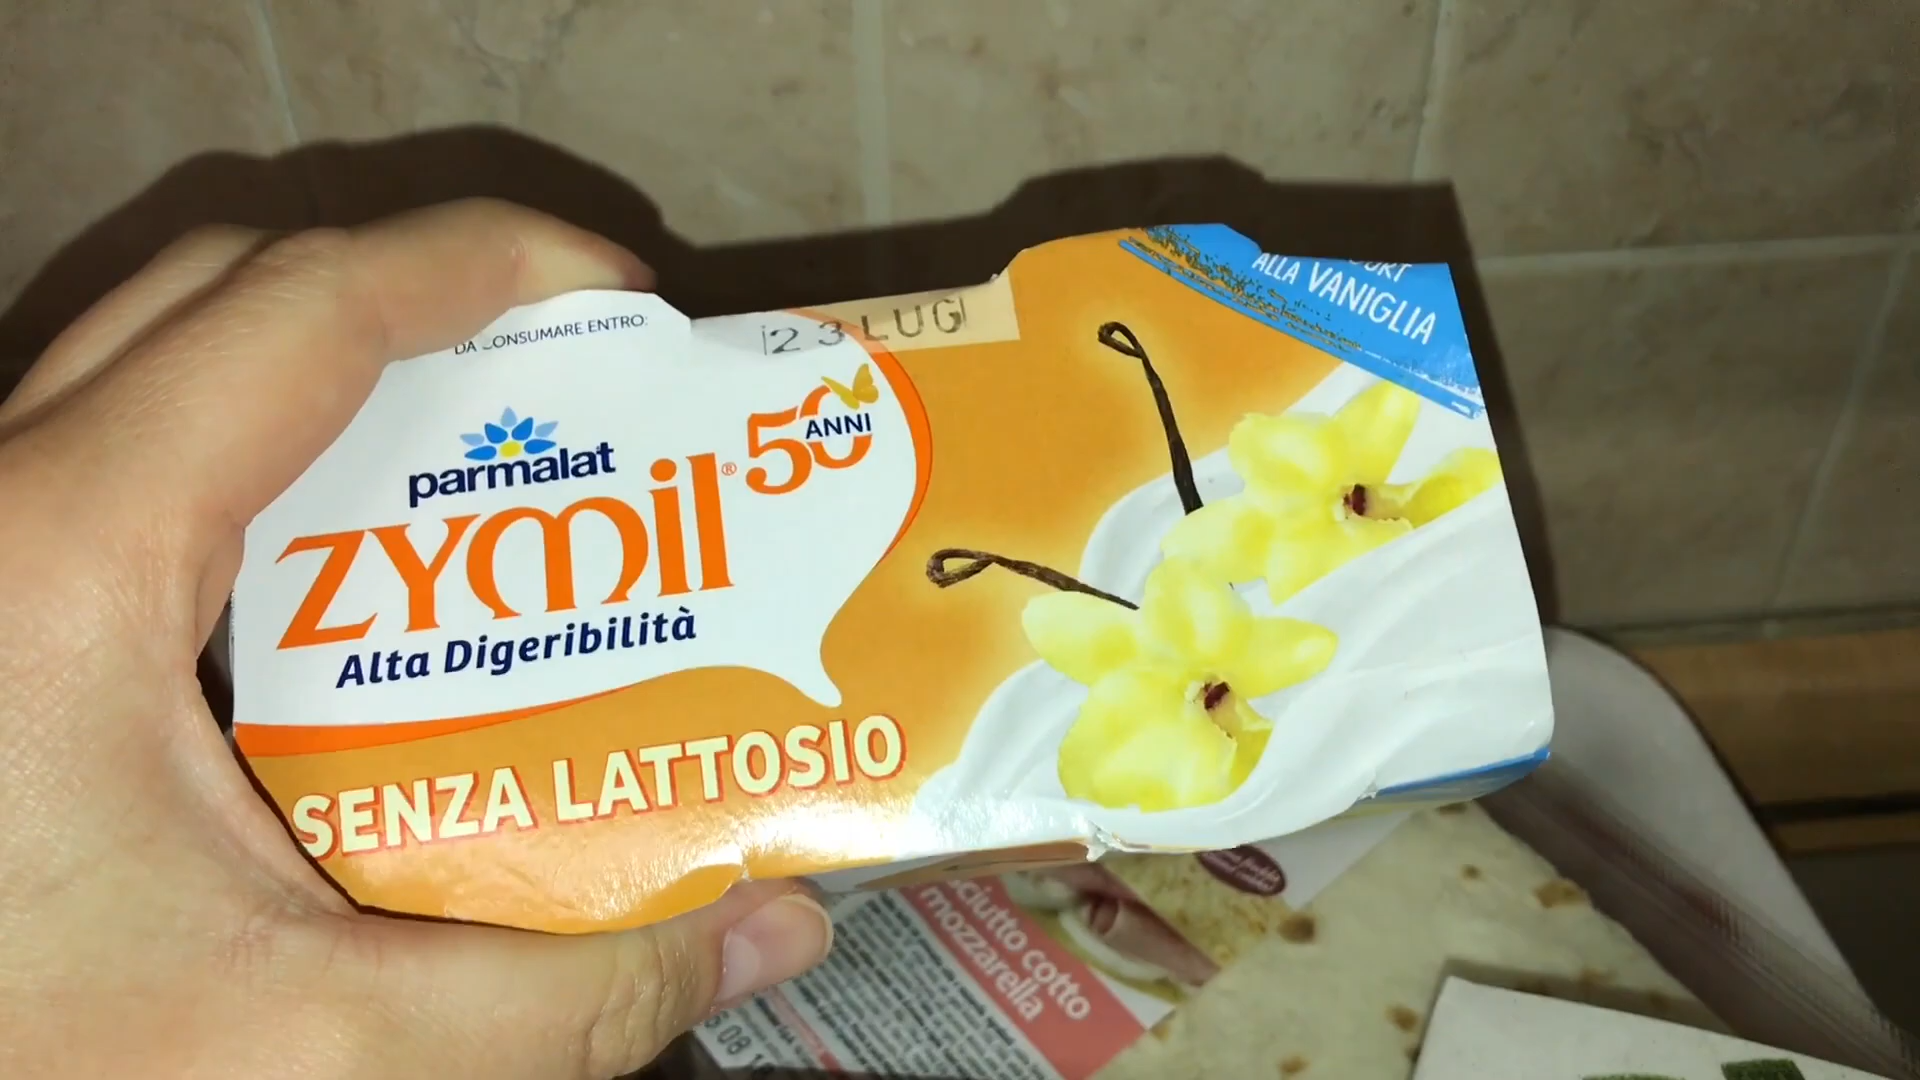 DA CONSUMARE ENTRO:
23 LUG
parmalat
zymil®
50 ANNI
Alta Digeribilità
SENZA LATTOSIO
ALLA VANIGLIA
cotto
mozzarella